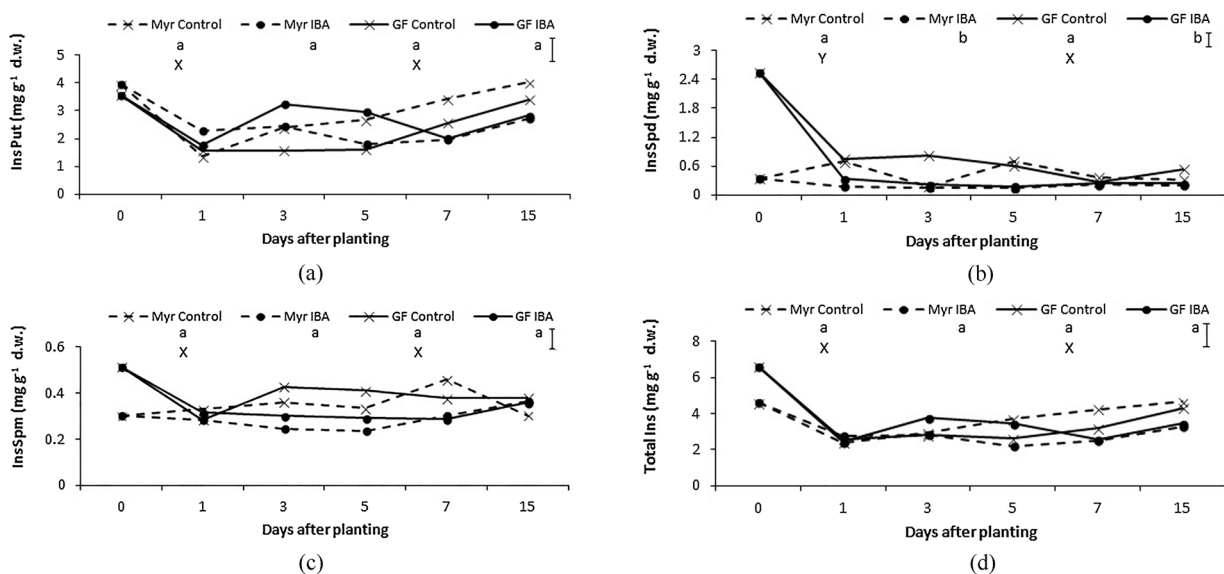 Myr Control Myr IBA GF Control GF IBA
a a a a
X X
InsPut (mg g⁻¹ d.w.)
5
4
3
2
1
0
0 1 3 5 7 15
Days after planting
(a)
Myr Control Myr IBA GF Control GF IBA
a b a b
Y X
InsSpd (mg g⁻¹ d.w.)
3
2.4
1.8
1.2
0.6
0
0 1 3 5 7 15
Days after planting
(b)
Myr Control Myr IBA GF Control GF IBA
a a a a
X X
InsSpm (mg g⁻¹ d.w.)
0.6
0.4
0.2
0
0 1 3 5 7 15
Days after planting
(c)
Myr Control Myr IBA GF Control GF IBA
a a a a
X X
Total Ins (mg g⁻¹ d.w.)
8
6
4
2
0
0 1 3 5 7 15
Days after planting
(d)